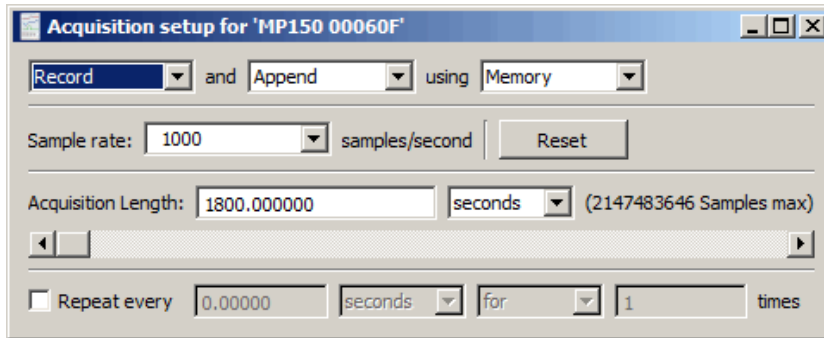 Acquisition setup for 'MP150 00060F'
Record and Append using Memory
Sample rate: 1000 samples/second Reset
Acquisition Length: 1800.000000 seconds (2147483646 Samples max)
Repeat every 0.00000 seconds for 1 times